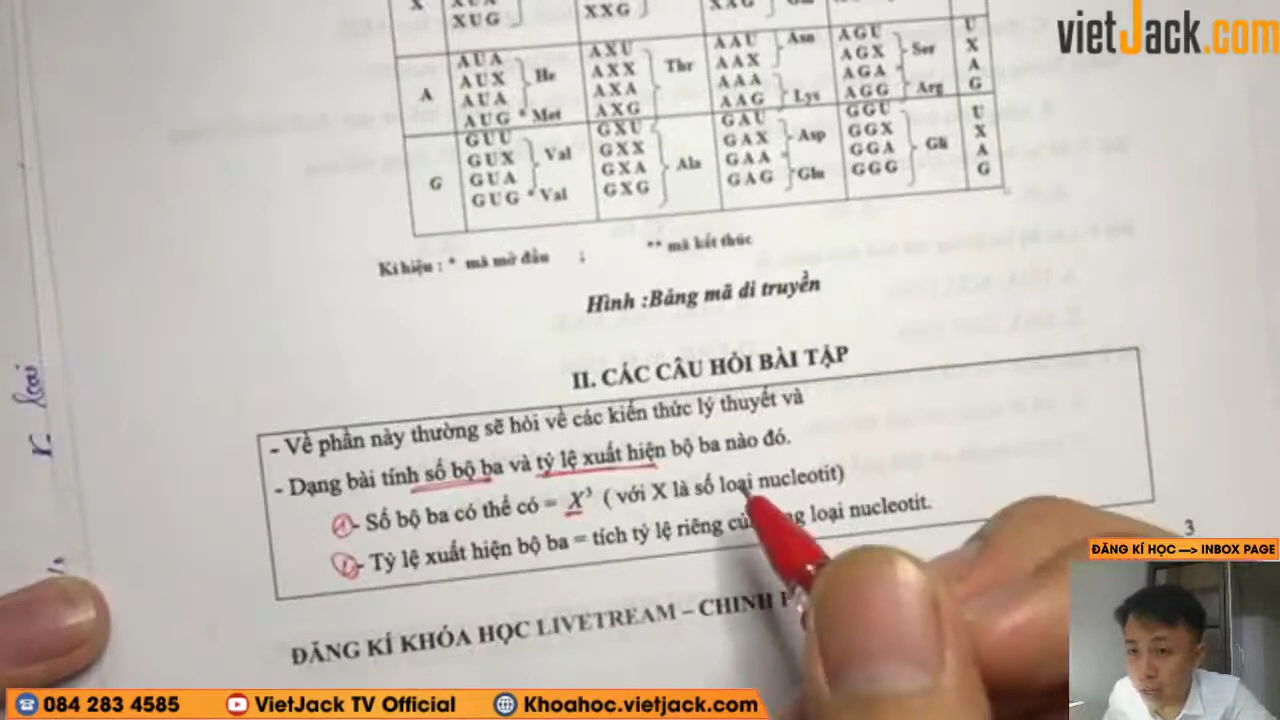 vietJack.com
X
XUG
XXG
A
AUA
AUX
AUA
AUG * Met
He
AXU
AXX
AXA
AXG
Thr
AAU
AAX
AAA
AAG
Asn
Lys
AGU
AGX
AGA
AGG
Ser
Arg
U
X
A
G
G
GUU
GUX
GUA
GUG * Val
Val
GXU
GXX
GXA
GXG
Ala
GAU
GAX
GAA
GAG
Asp
Glu
GGU
GGX
GGA
GGG
Gli
U
X
A
G
Kí hiệu : * mã mở đầu ; ** mã kết thúc
Hình :Bảng mã di truyền
II. CÁC CÂU HỎI BÀI TẬP
- Về phần này thường sẽ hỏi về các kiến thức lý thuyết và
- Dạng bài tính số bộ ba và tỷ lệ xuất hiện bộ ba nào đó.
- Số bộ ba có thể có = X³ ( với X là số loại nucleotit)
- Tỷ lệ xuất hiện bộ ba = tích tỷ lệ riêng loại nucleotit.
3
ĐĂNG KÍ HỌC —> INBOX PAGE
ĐĂNG KÍ KHÓA HỌC LIVETREAM – CHINH
084 283 4585
VietJack TV Official
Khoahoc.vietjack.com